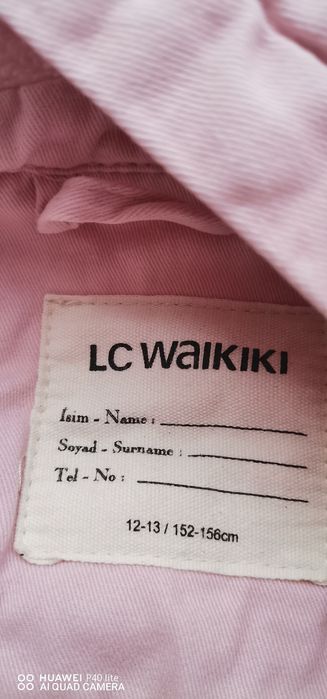 LC WAIKIKI
İsim - Name :
Soyad - Surname :
Tel - No :
12-13 / 152-156cm
HUAWEI P40 lite
AI QUAD CAMERA